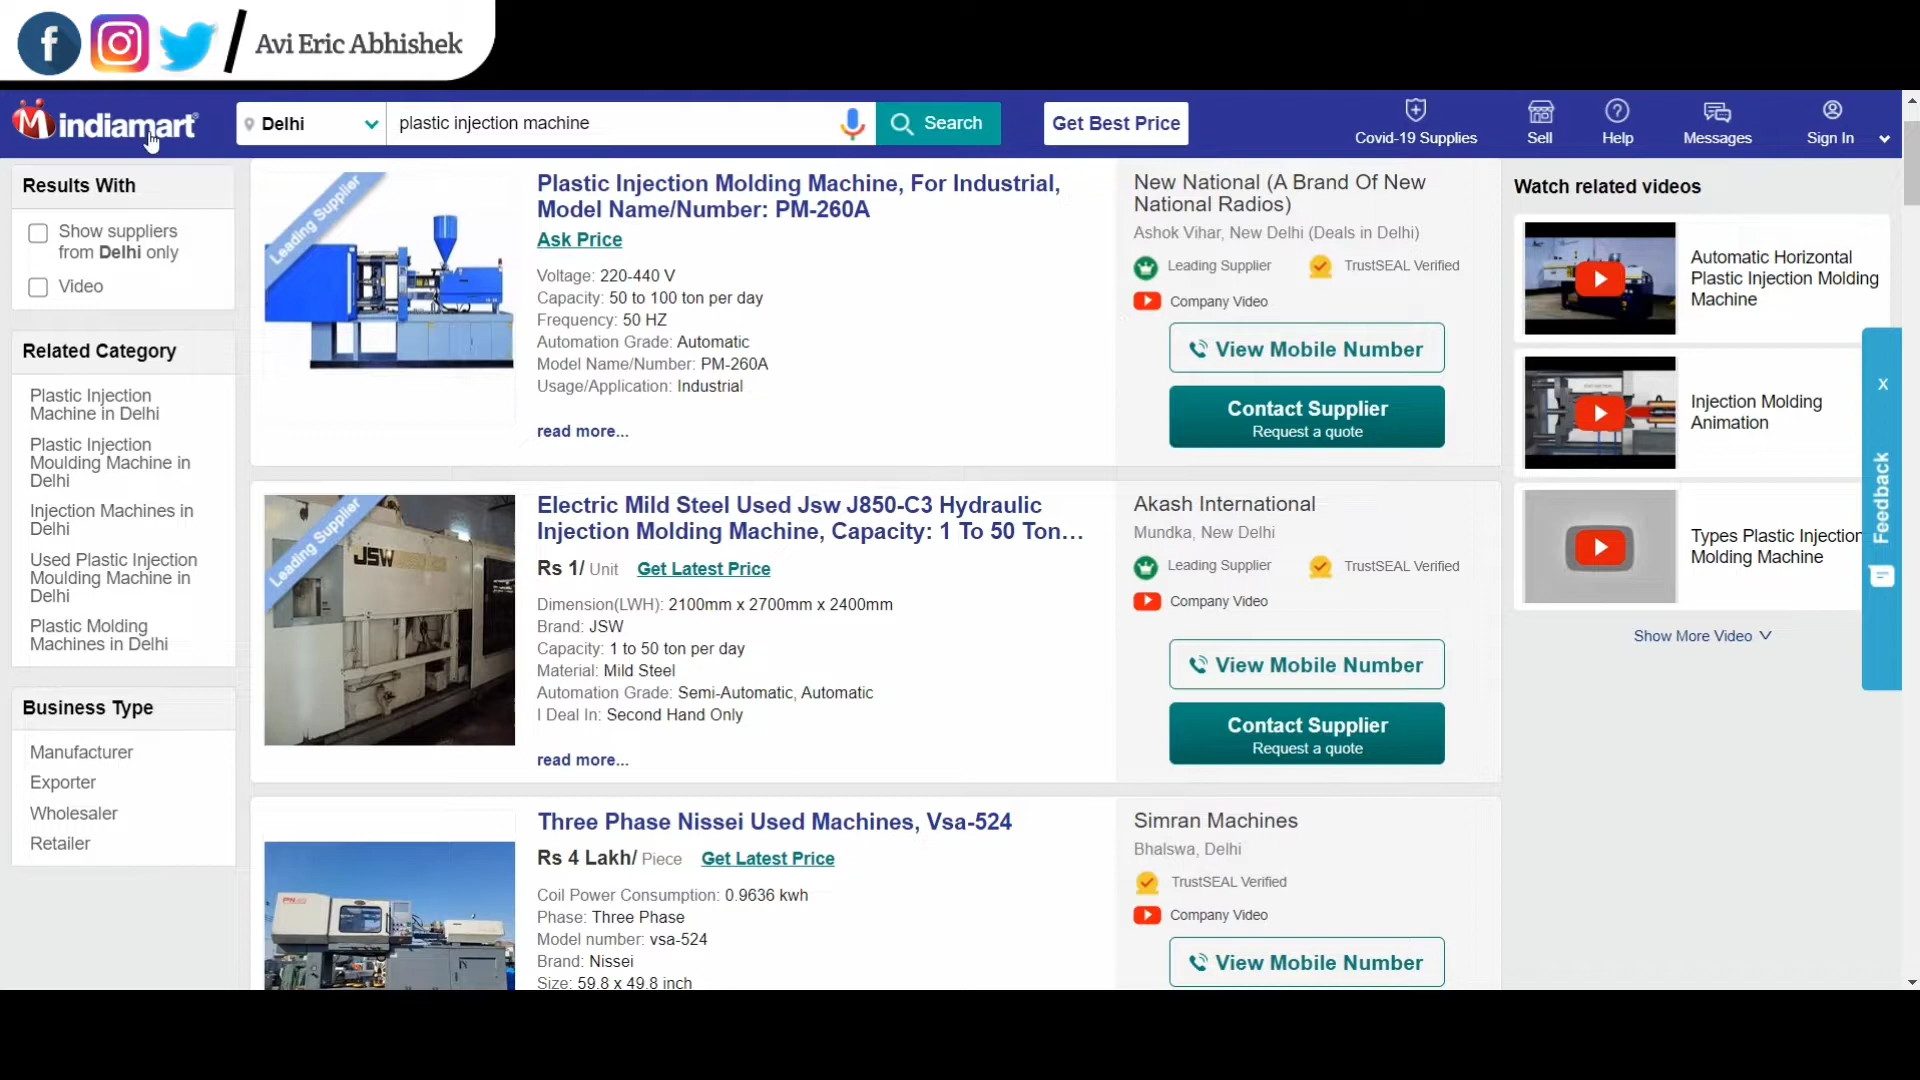 Avi Eric Abhishek
indiamart
Delhi
plastic injection machine
Search
Get Best Price
Covid-19 Supplies
Sell
Help
Messages
Sign In
Results With
Show suppliers
from Delhi only
Video
Related Category
Plastic Injection
Machine in Delhi
Plastic Injection
Moulding Machine in
Delhi
Injection Machines in
Delhi
Used Plastic Injection
Moulding Machine in
Delhi
Plastic Molding
Machines in Delhi
Business Type
Manufacturer
Exporter
Wholesaler
Retailer
Leading Supplier
Plastic Injection Molding Machine, For Industrial,
Model Name/Number: PM-260A
Ask Price
Voltage: 220-440 V
Capacity: 50 to 100 ton per day
Frequency: 50 HZ
Automation Grade: Automatic
Model Name/Number: PM-260A
Usage/Application: Industrial
read more...
New National (A Brand Of New
National Radios)
Ashok Vihar, New Delhi (Deals in Delhi)
Leading Supplier TrustSEAL Verified
Company Video
View Mobile Number
Contact Supplier
Request a quote
Leading Supplier
JSW
Electric Mild Steel Used Jsw J850-C3 Hydraulic
Injection Molding Machine, Capacity: 1 To 50 Ton...
Rs 1/ Unit Get Latest Price
Dimension(LWH): 2100mm x 2700mm x 2400mm
Brand: JSW
Capacity: 1 to 50 ton per day
Material: Mild Steel
Automation Grade: Semi-Automatic, Automatic
I Deal In: Second Hand Only
read more...
Akash International
Mundka, New Delhi
Leading Supplier TrustSEAL Verified
Company Video
View Mobile Number
Contact Supplier
Request a quote
Three Phase Nissei Used Machines, Vsa-524
Rs 4 Lakh/ Piece Get Latest Price
Coil Power Consumption: 0.9636 kwh
Phase: Three Phase
Model number: vsa-524
Brand: Nissei
Size: 59.8 x 49.8 inch
Simran Machines
Bhalswa, Delhi
TrustSEAL Verified
Company Video
View Mobile Number
Watch related videos
Automatic Horizontal
Plastic Injection Molding
Machine
Injection Molding
Animation
Types Plastic Injection
Molding Machine
Show More Video
x
Feedback